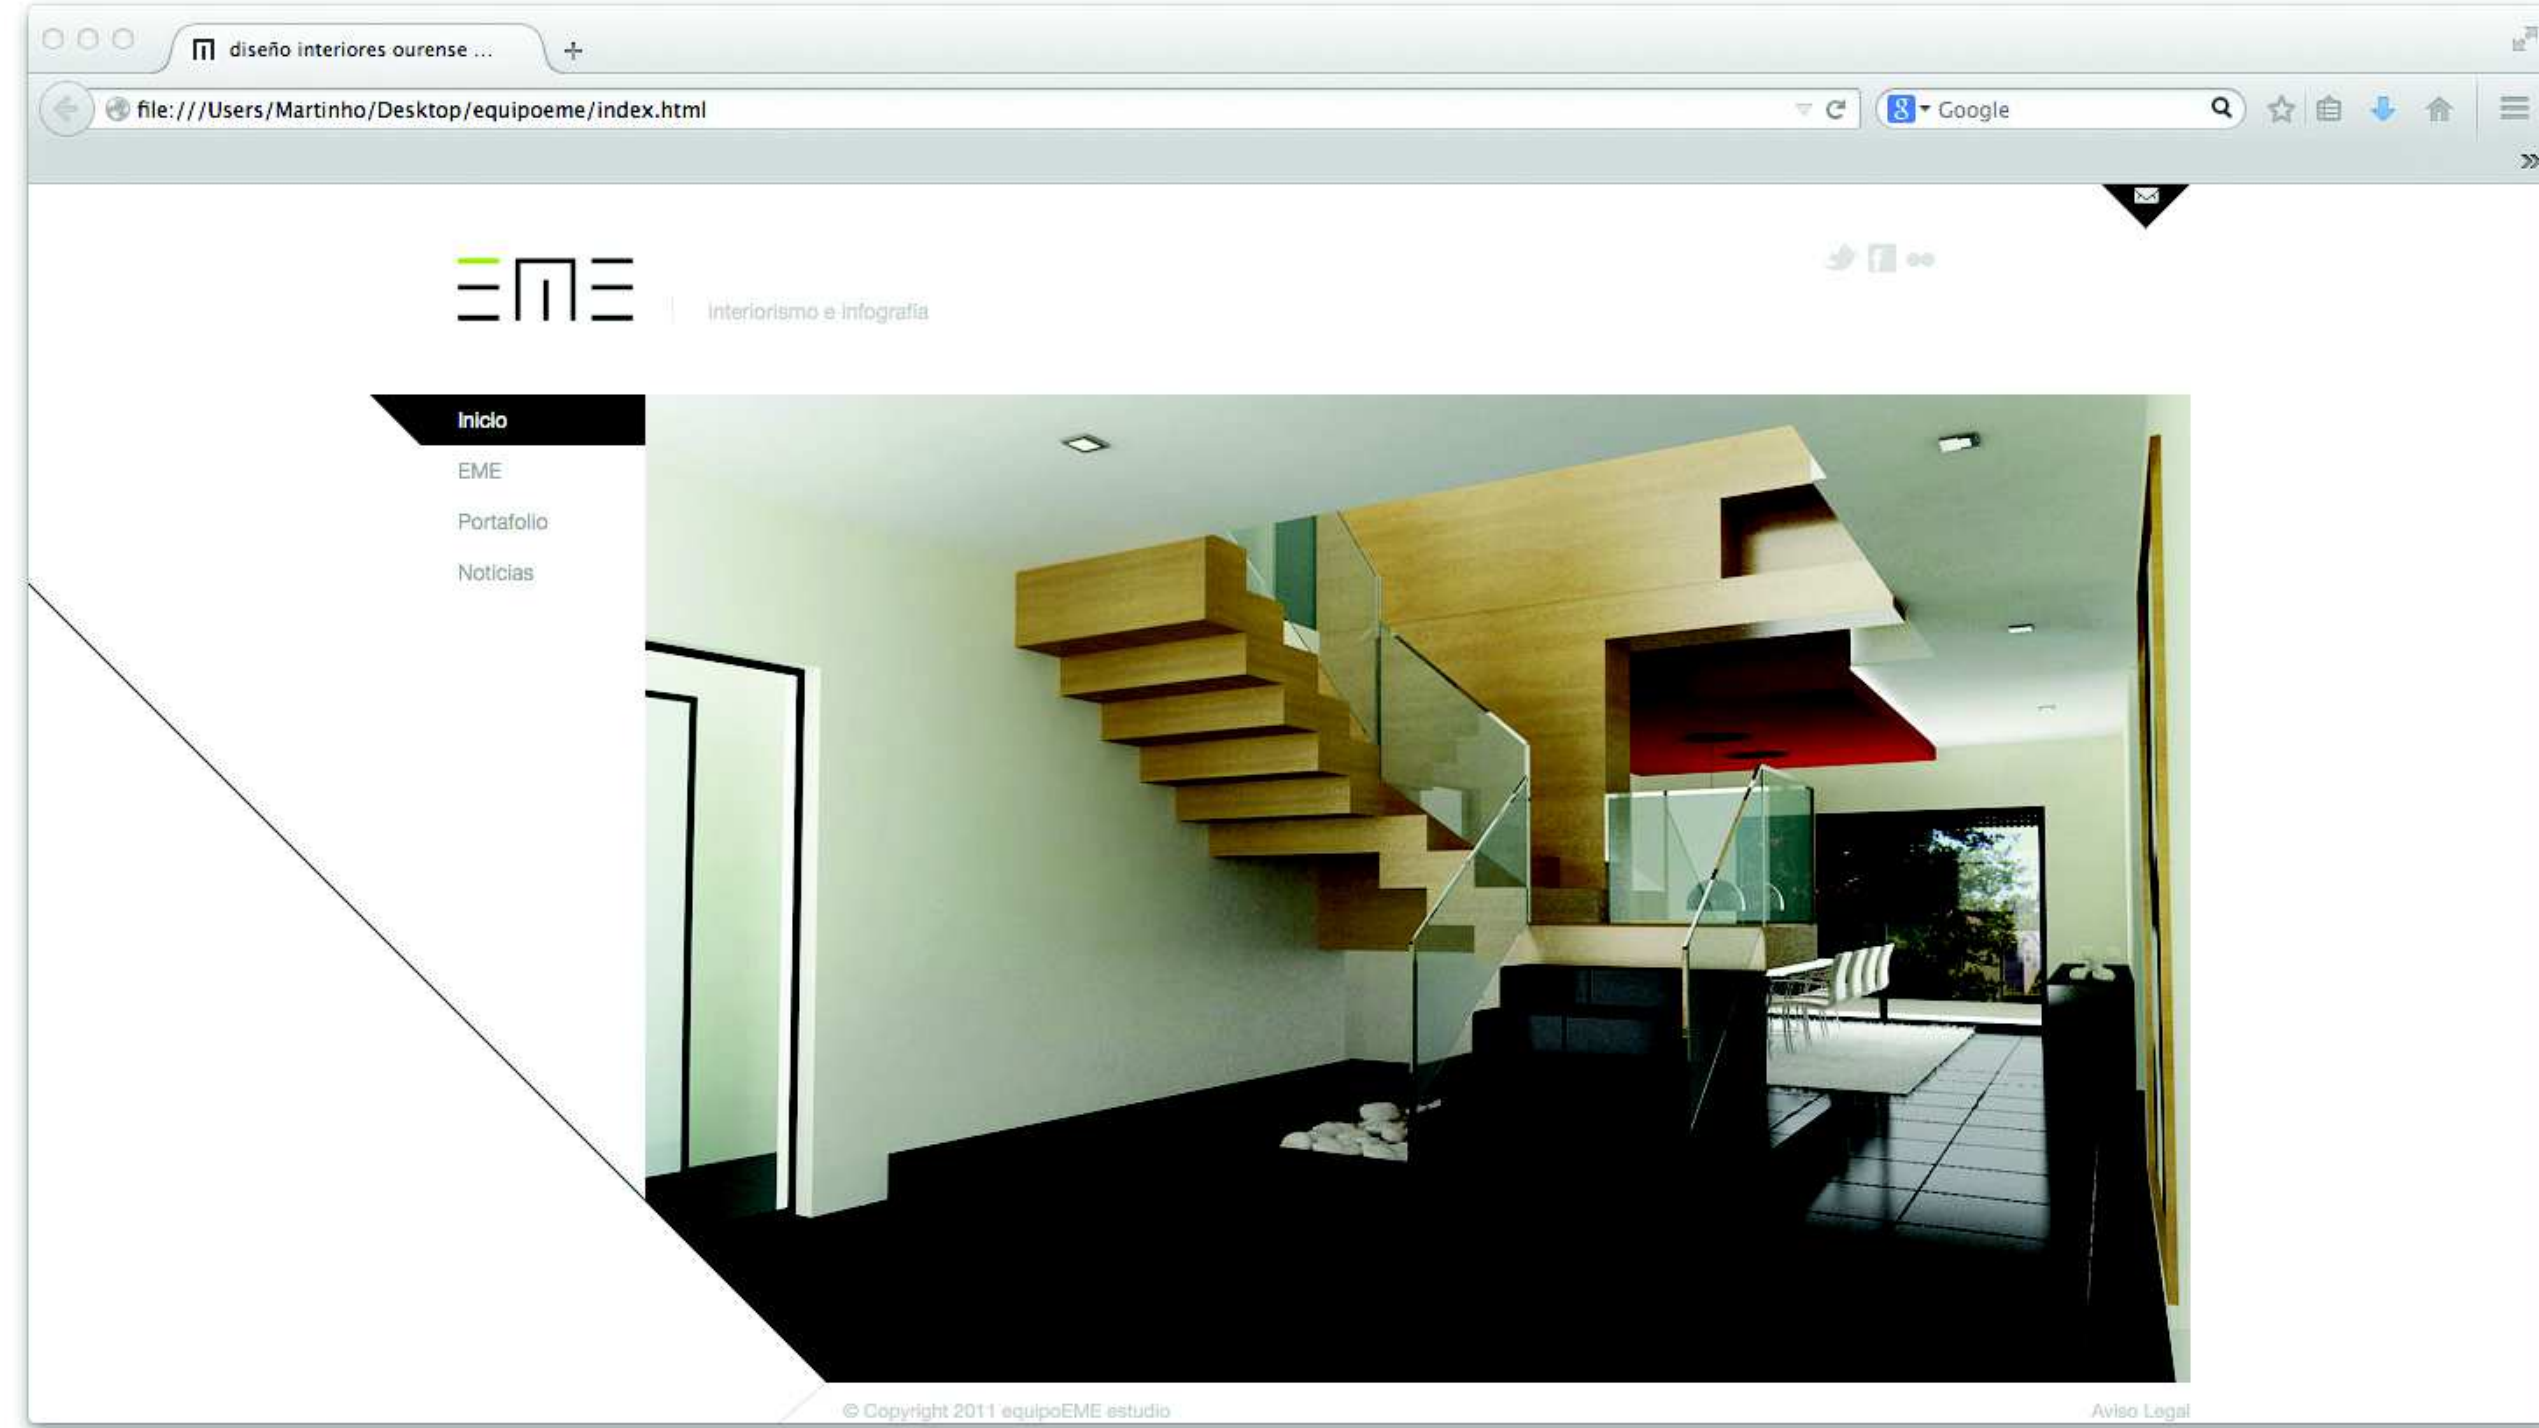 diseño interiores ourense ...
file:///Users/Martinho/Desktop/equipoeme/index.html
Google
EME
interiorismo e infografía
Inicio
EME
Portafolio
Noticias
© Copyright 2011 equipoEME estudio
Aviso Legal